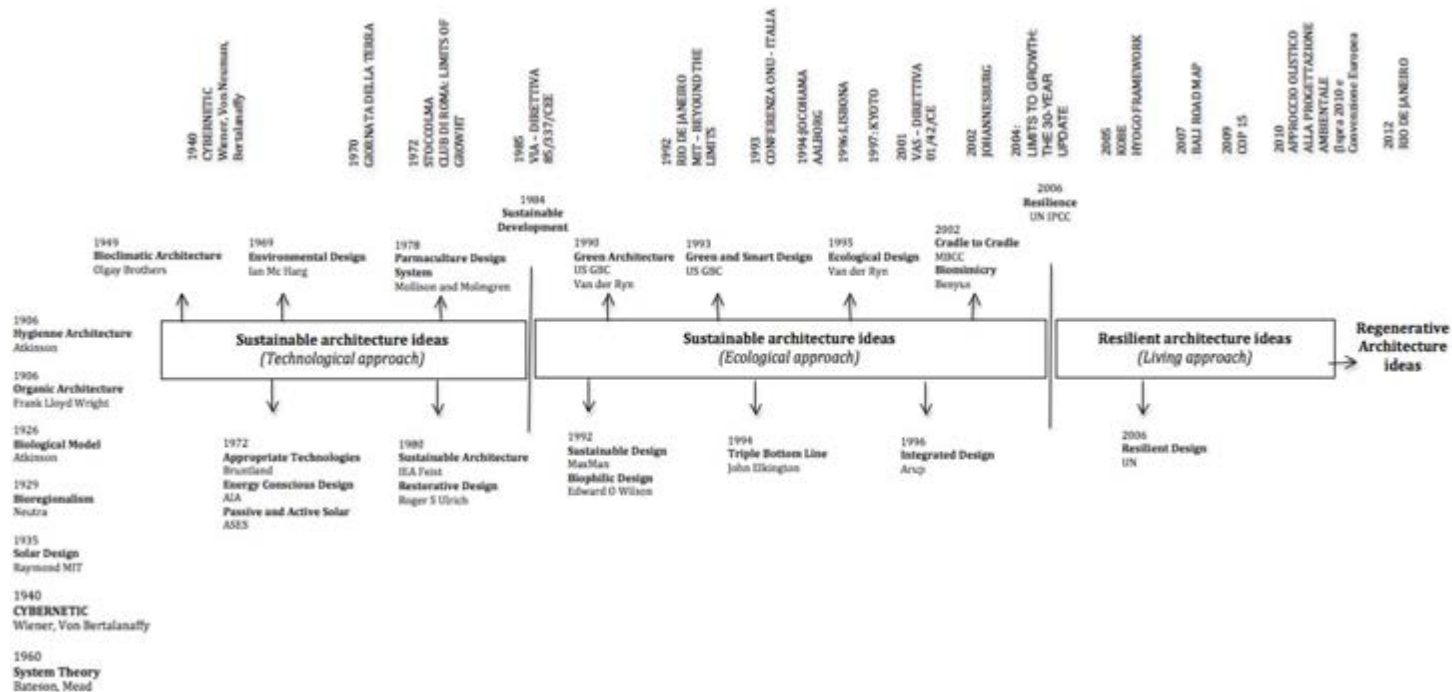 1940
CYBERNETIC
Wiener, Von Neuman,
Bertalanaffy
1970
GIORNATA DELLA TERRA
1972
STOCCOLMA
CLUB DI ROMA: LIMITS OF
GROWHT
1985
VIA – DIRETTIVA
85/337/CEE
1992
RIO DE JANEIRO
MIT – BEYOUND THE
LIMITS
1993
CONFERENZA ONU - ITALIA
1994-JOCOHAMA
AALBORG
1996: LISBONA
1997: KYOTO
2001
VAS – DIRETTIVA
01/42/CE
2002
JOHANNESBURG
2004:
LIMITS TO GROWTH:
THE 30-YEAR
UPDATE
2005
KOBE
HYOGO FRAMEWORK
2007
BALI ROADMAP
2009
COP 15
2010
APPROCCIO OLISTICO
ALLA PROGETTAZIONE
AMBIENTALE
(Ispra 2010 e
Convenzione Europea
2012
RIO DE JANEIRO
1984
Sustainable
Development
2006
Resilience
UN IPCC
1949
Bioclimatic Architecture
Olgay Brothers
1969
Environmental Design
Ian Mc Harg
1978
Parmaculture Design
System
Mollison and Molmgren
1990
Green Architecture
US GBC
Van der Ryn
1993
Green and Smart Design
US GBC
1995
Ecological Design
Van der Ryn
2002
Cradle to Cradle
MBCC
Biomimicry
Benyus
1906
Hygienne Architecture
Atkinson
1906
Organic Architecture
Frank Lloyd Wright
1926
Biological Model
Atkinson
1929
Bioregionalism
Neutra
1935
Solar Design
Raymond MIT
1940
CYBERNETIC
Wiener, Von Bertalanaffy
1960
System Theory
Bateson, Mead
Sustainable architecture ideas
(Technological approach)
Sustainable architecture ideas
(Ecological approach)
Resilient architecture ideas
(Living approach)
Regenerative
Architecture
ideas
1972
Appropriate Technologies
Bruntland
Energy Conscious Design
AIA
Passive and Active Solar
ASES
1980
Sustainable Architecture
IEA Feist
Restorative Design
Roger S Ulrich
1992
Sustainable Design
MasMan
Biophilic Design
Edward O Wilson
1994
Triple Bottom Line
John Elkington
1996
Integrated Design
Arup
2006
Resilient Design
UN